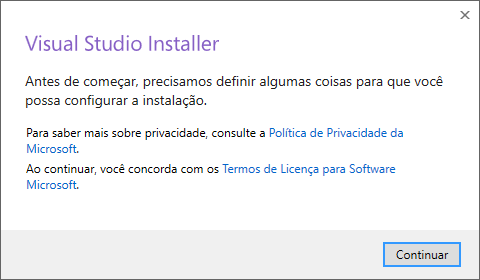 Visual Studio Installer
Antes de começar, precisamos definir algumas coisas para que você
possa configurar a instalação.
Para saber mais sobre privacidade, consulte a Política de Privacidade da
Microsoft.
Ao continuar, você concorda com os Termos de Licença para Software
Microsoft.
Continuar